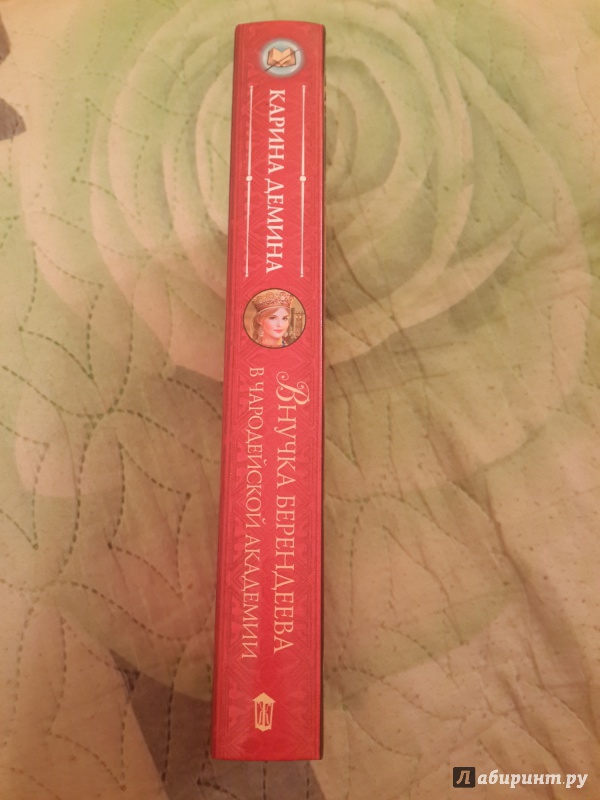 КАРИНА ДЕМИНА
ВНУЧКА БЕРЕНДЕЕВА
В ЧАРОДЕЙСКОЙ АКАДЕМИИ
Лабиринт.ру